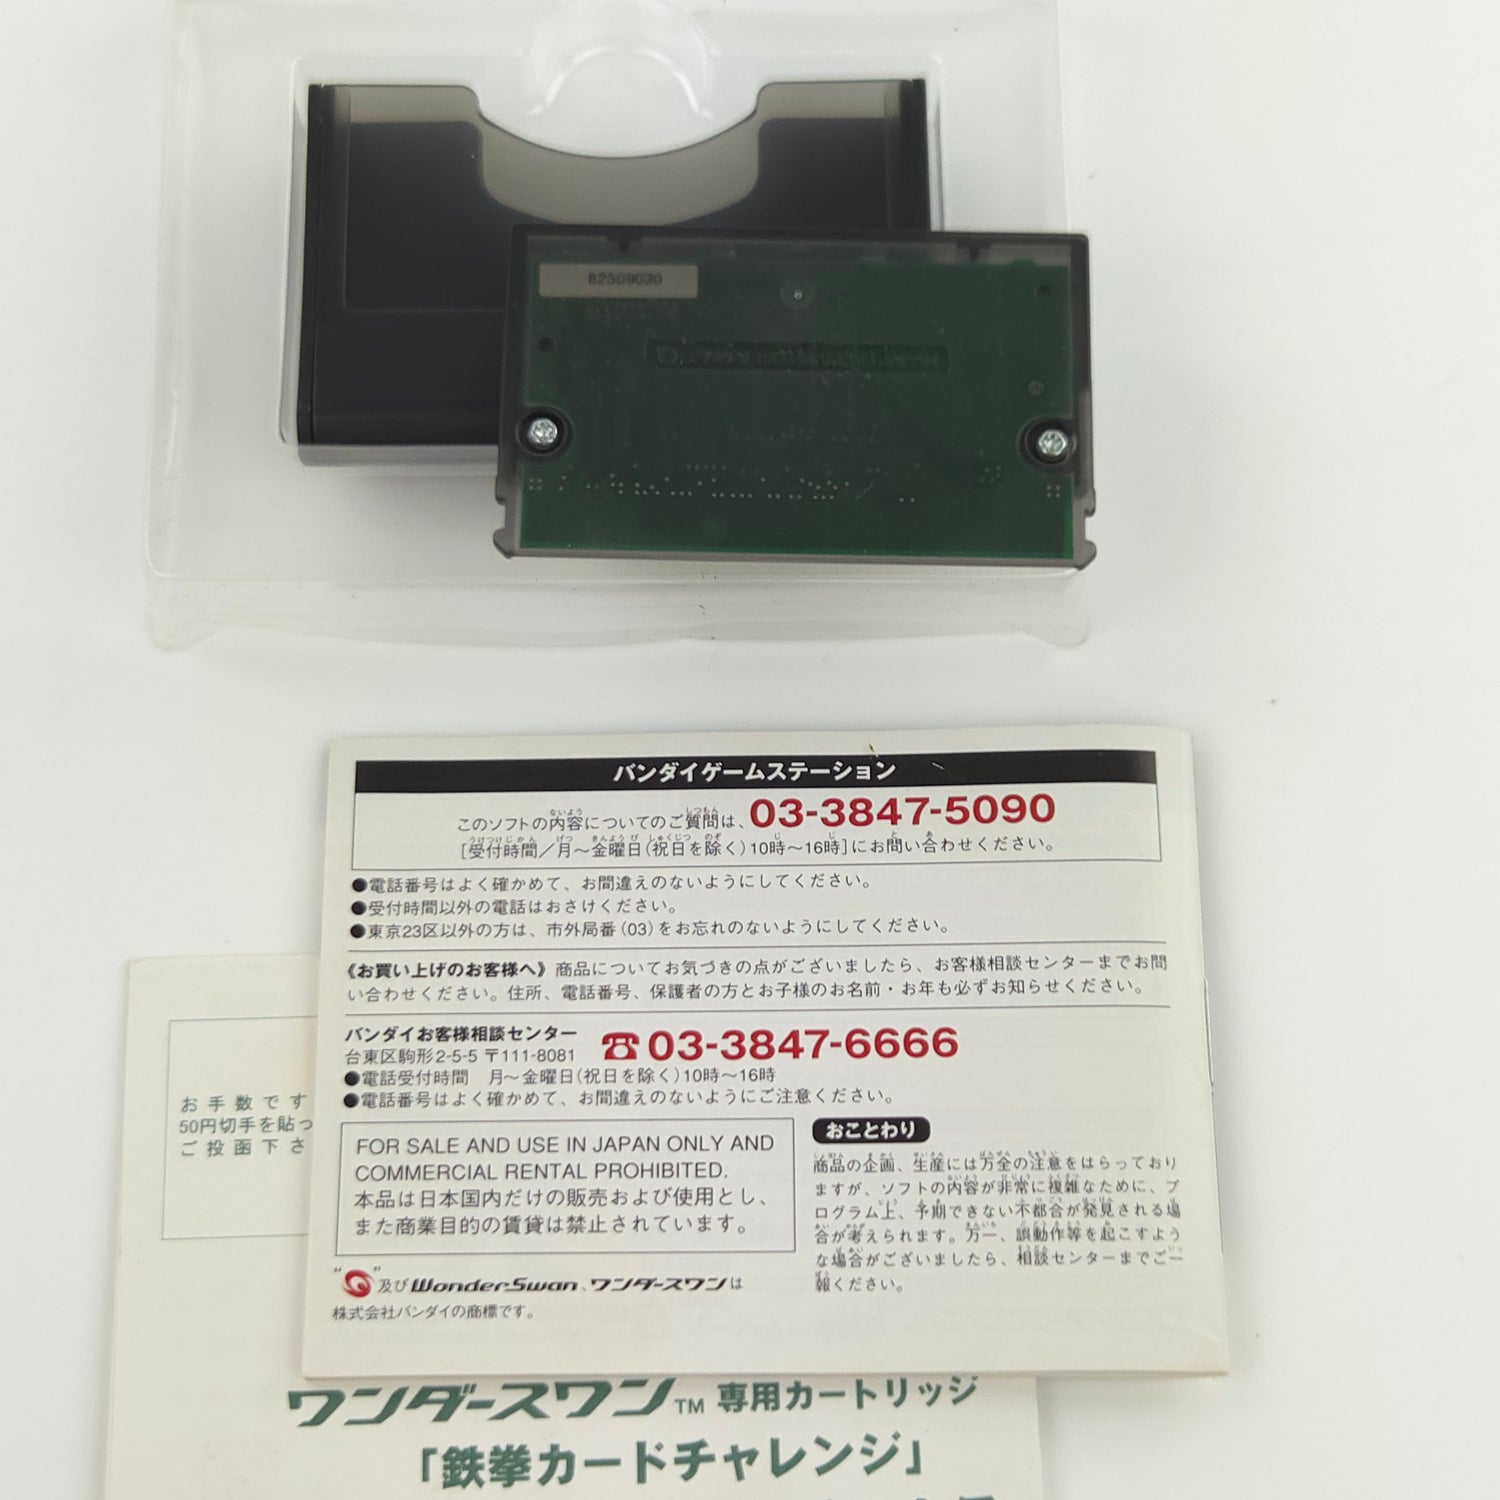 82509030
バンダイゲームステーション
このソフトの内容についてのご質問は、03-3847-5090
[受付時間/月〜金曜日(祝日を除く)10時〜16時]にお問い合わせください。
●電話番号はよく確かめて、お間違えのないようにしてください。
●受付時間以外の電話はおさけください。
●東京23区以外の方は、市外局番(03)をお忘れのないようにしてください。
《お買い上げのお客様へ》商品についてお気づきの点がございましたら、お客様相談センターまでお問
い合わせください。住所、電話番号、保護者の方とお子様のお名前・お年も必ずお知らせください。
バンダイお客様相談センター
台東区駒形2-5-5 〒111-8081
☎03-3847-6666
●電話受付時間 月〜金曜日(祝日を除く)10時〜16時
●電話番号はよく確かめて、お間違えのないようにご注意ください。
FOR SALE AND USE IN JAPAN ONLY AND
COMMERCIAL RENTAL PROHIBITED.
本品は日本国内だけの販売および使用とし、
また商業目的の賃貸は禁止されています。
及びWonderSwan、ワンダースワンは
株式会社バンダイの商標です。
おことわり
商品の企画、生産には万全の注意をはらっており
ますが、ソフトの内容が非常に複雑なために、プ
ログラム上、予期できない不都合が発見される場
合が考えられます。万一、誤動作等を起こすよう
な場合がございましたら、相談センターまでご一
報ください。
お手数です
50円切手を貼っ
ご投函下さ
ワンダースワンTM 専用カートリッジ
「鉄拳カードチャレンジ」